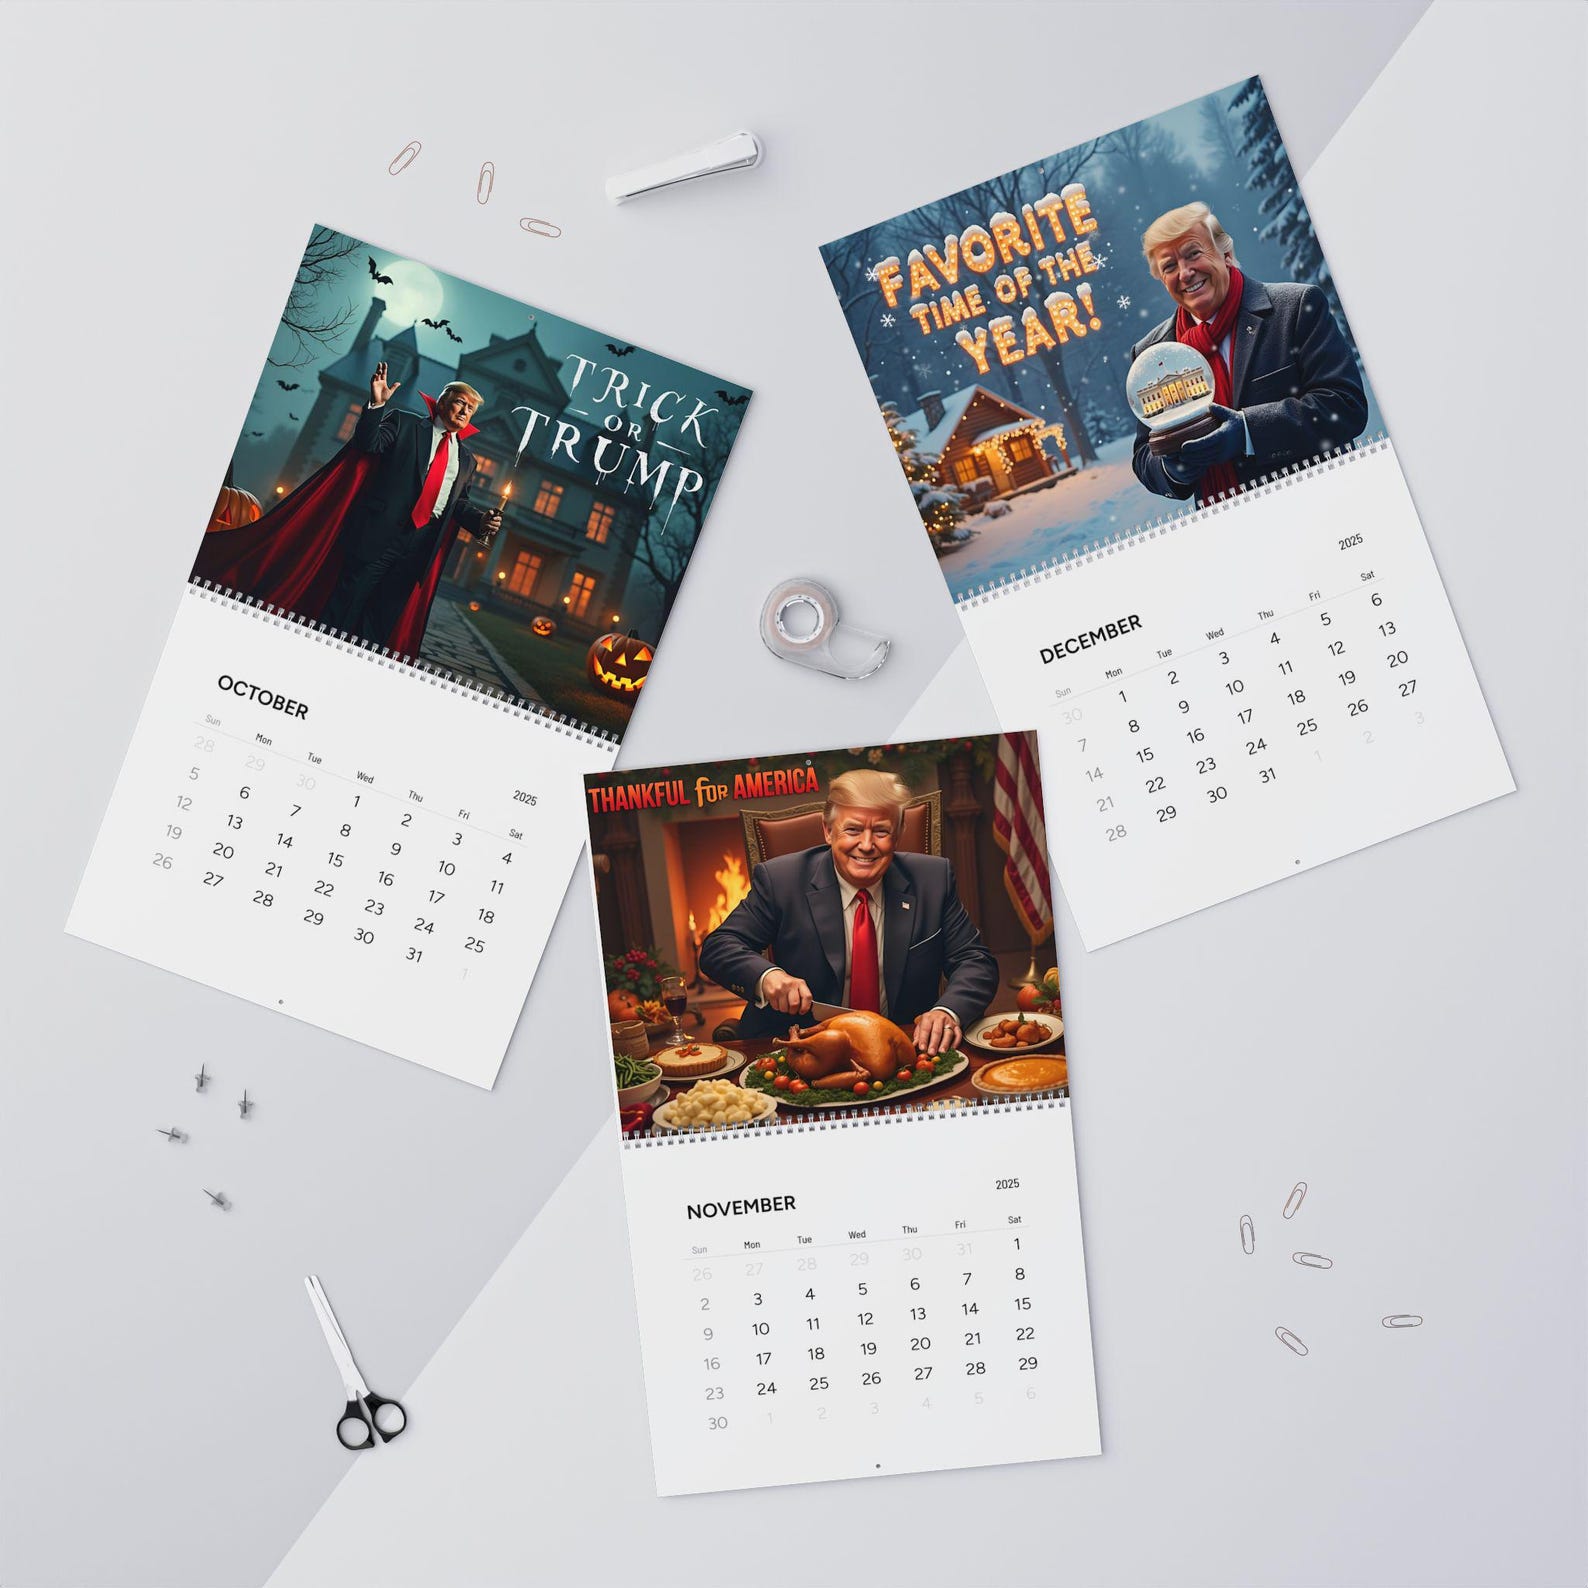 TRICK
OR
TRUMP
OCTOBER
2025
Sun Mon Tue Wed Thu Fri Sat
28 29 30 1 2 3 4
5 6 7 8 9 10 11
12 13 14 15 16 17 18
19 20 21 22 23 24 25
26 27 28 29 30 31 1
FAVORITE
TIME OF THE
YEAR!
2025
DECEMBER
Sun Mon Tue Wed Thu Fri Sat
30 1 2 3 4 5 6
7 8 9 10 11 12 13
14 15 16 17 18 19 20
21 22 23 24 25 26 27
28 29 30 31 1 2 3
THANKFUL for AMERICA
NOVEMBER
2025
Sun Mon Tue Wed Thu Fri Sat
26 27 28 29 30 31 1
2 3 4 5 6 7 8
9 10 11 12 13 14 15
16 17 18 19 20 21 22
23 24 25 26 27 28 29
30 1 2 3 4 5 6